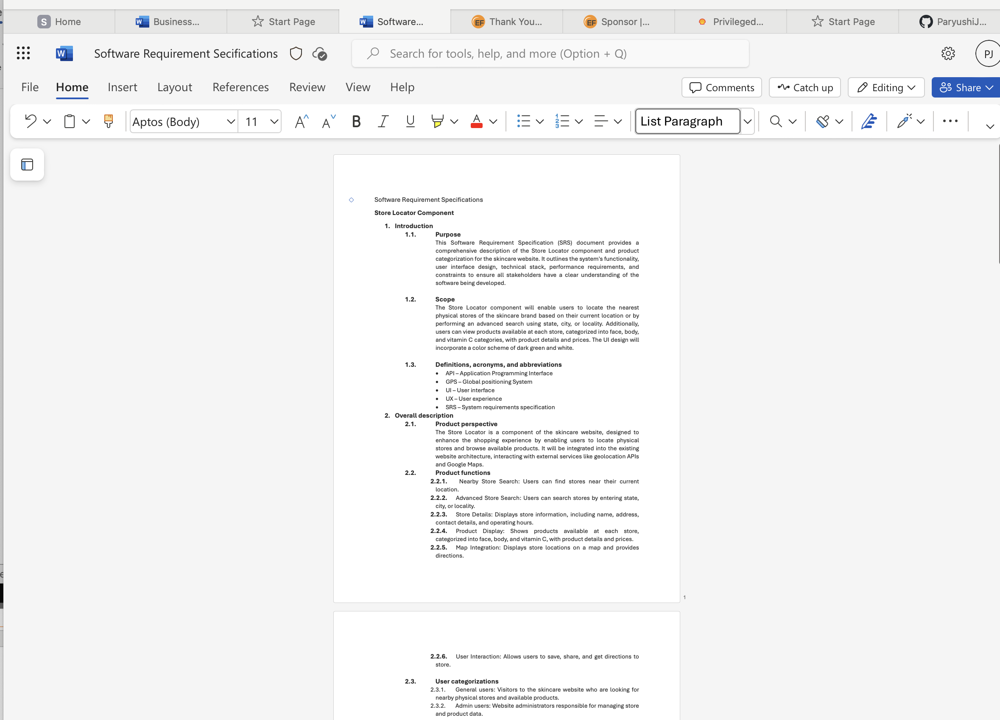 S Home
W Business...
Start Page
W Software...
EF Thank You...
EF Sponsor |...
Privileged...
Start Page
ParyushiJ...
W Software Requirement Secifications
Search for tools, help, and more (Option + Q)
PJ
File Home Insert Layout References Review View Help
Comments Catch up Editing Share
Aptos (Body) 11 A A B I U A List Paragraph
Software Requirement Specifications
Store Locator Component
1. Introduction
1.1. Purpose
This Software Requirement Specification (SRS) document provides a
comprehensive description of the Store Locator component and product
categorization for the skincare website. It outlines the system's functionality,
user interface design, technical stack, performance requirements, and
constraints to ensure all stakeholders have a clear understanding of the
software being developed.
1.2. Scope
The Store Locator component will enable users to locate the nearest
physical stores of the skincare brand based on their current location or by
performing an advanced search using state, city, or locality. Additionally,
users can view products available at each store, categorized into face, body,
and vitamin C categories, with product details and prices. The UI design will
incorporate a color scheme of dark green and white.
1.3. Definitions, acronyms, and abbreviations
• API – Application Programming Interface
• GPS – Global positioning System
• UI – User interface
• UX – User experience
• SRS – System requirements specification
2. Overall description
2.1. Product perspective
The Store Locator is a component of the skincare website, designed to
enhance the shopping experience by enabling users to locate physical
stores and browse available products. It will be integrated into the existing
website architecture, interacting with external services like geolocation APIs
and Google Maps.
2.2. Product functions
2.2.1. Nearby Store Search: Users can find stores near their current
location.
2.2.2. Advanced Store Search: Users can search stores by entering state,
city, or locality.
2.2.3. Store Details: Displays store information, including name, address,
contact details, and operating hours.
2.2.4. Product Display: Shows products available at each store,
categorized into face, body, and vitamin C, with product details and prices.
2.2.5. Map Integration: Displays store locations on a map and provides
directions.
1
2.2.6. User Interaction: Allows users to save, share, and get directions to
store.
2.3. User categorizations
2.3.1. General users: Visitors to the skincare website who are looking for
nearby physical stores and available products.
2.3.2. Admin users: Website administrators responsible for managing store
and product data.